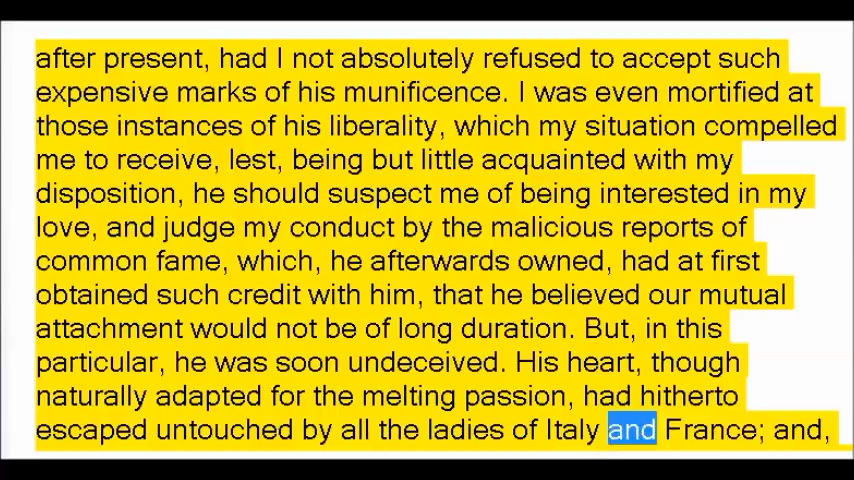 after present, had I not absolutely refused to accept such
expensive marks of his munificence. I was even mortified at
those instances of his liberality, which my situation compelled
me to receive, lest, being but little acquainted with my
disposition, he should suspect me of being interested in my
love, and judge my conduct by the malicious reports of
common fame, which, he afterwards owned, had at first
obtained such credit with him, that he believed our mutual
attachment would not be of long duration. But, in this
particular, he was soon undeceived. His heart, though
naturally adapted for the melting passion, had hitherto
escaped untouched by all the ladies of Italy and France; and,